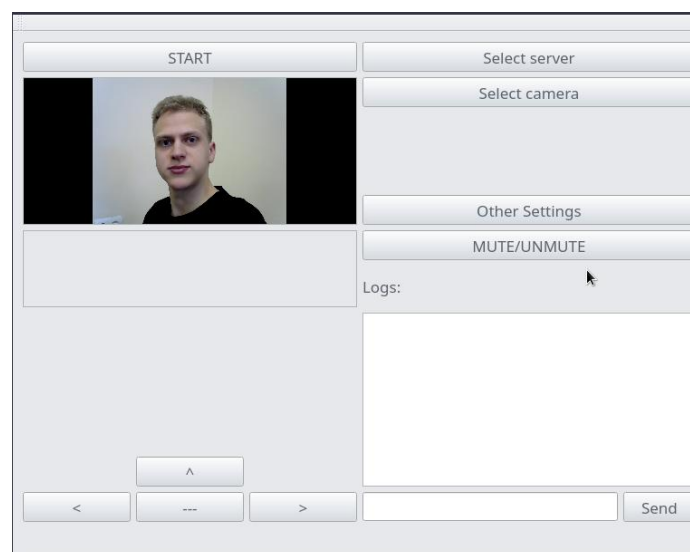 START
Select server
Select camera
Other Settings
MUTE/UNMUTE
Logs:
^
<
---
>
Send